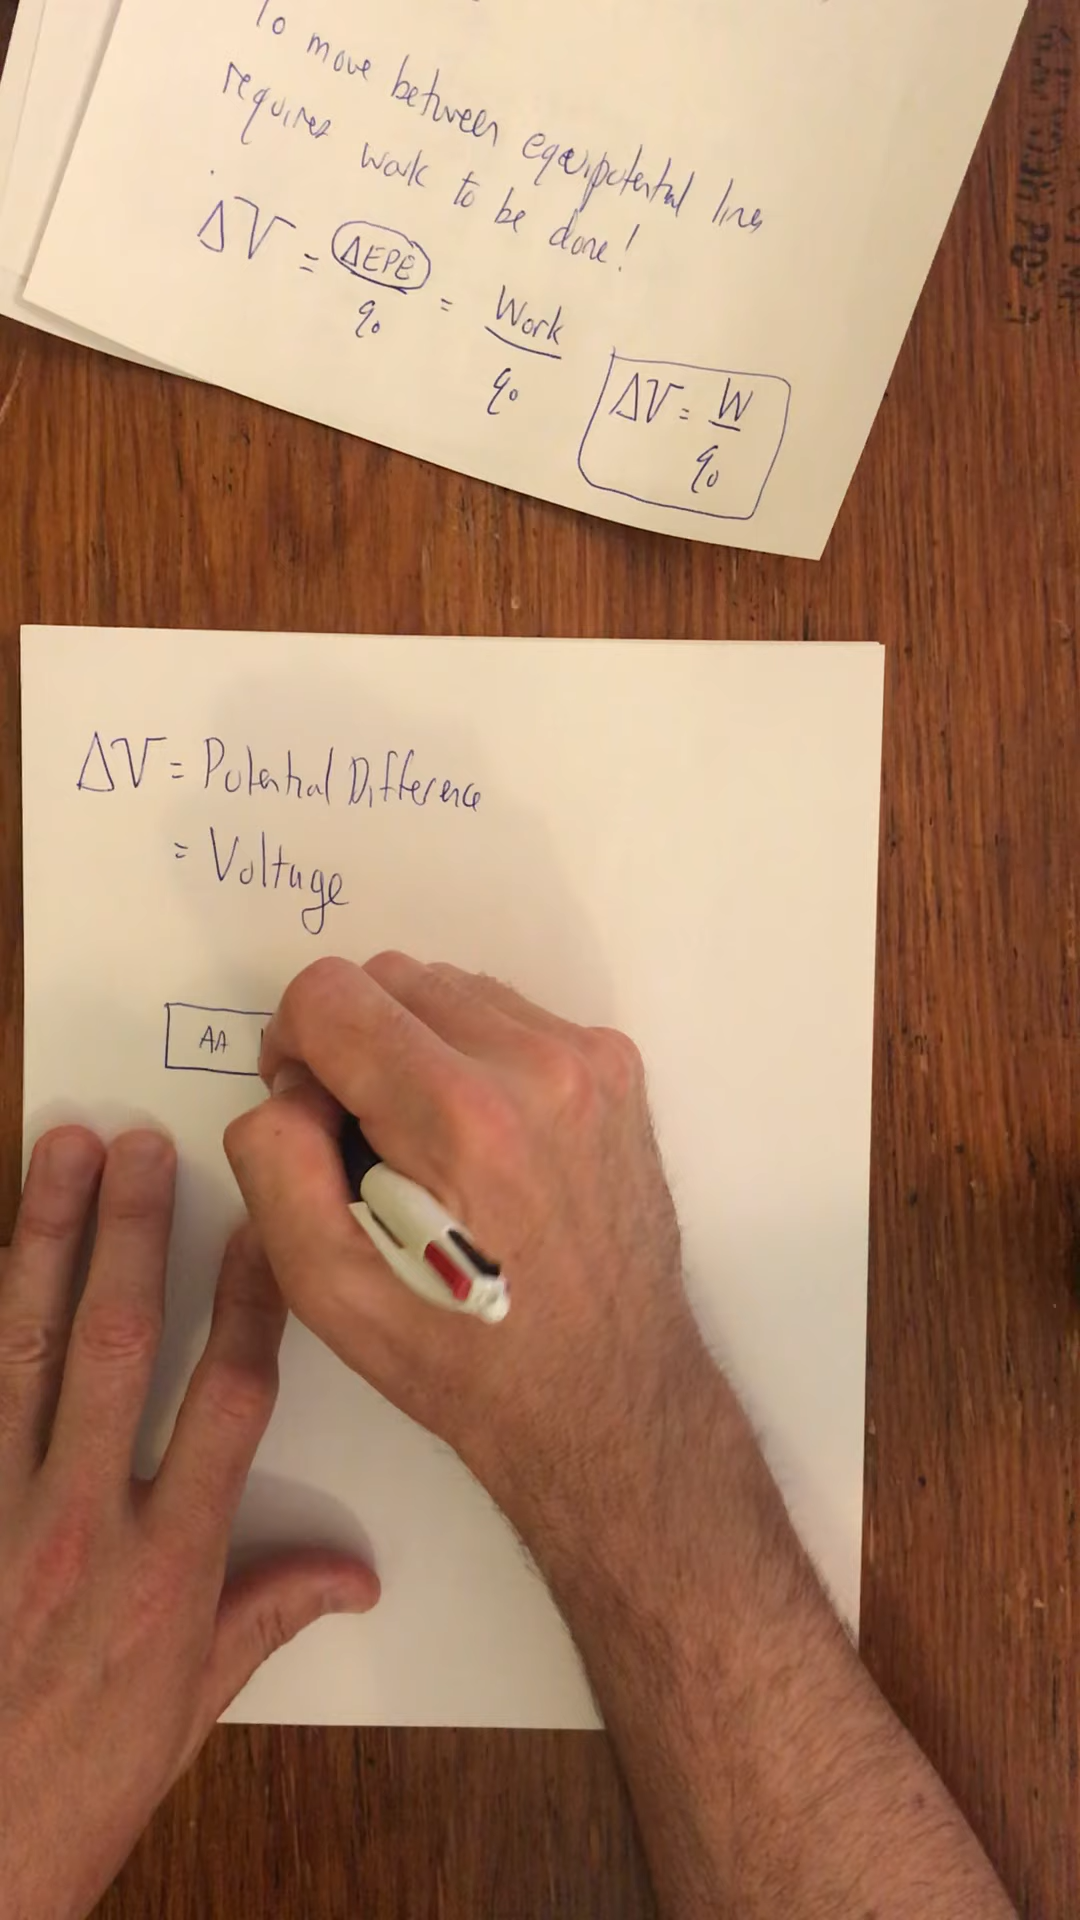 To move between equipotential lines
requires work to be done!
ΔV = ΔEPE / q₀ = Work / q₀
ΔV = W / q₀
ΔV = Potential Difference
= Voltage
AA